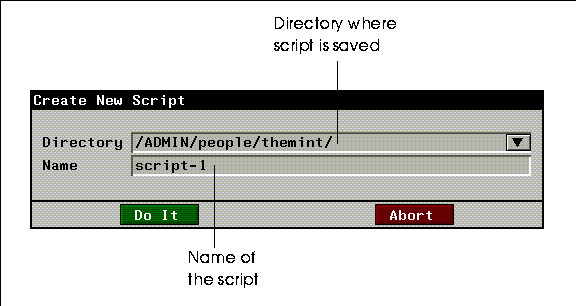 Directory where
script is saved
Create New Script
Directory /ADMIN/people/themint/
Name script-1
Do It Abort
Name of
the script